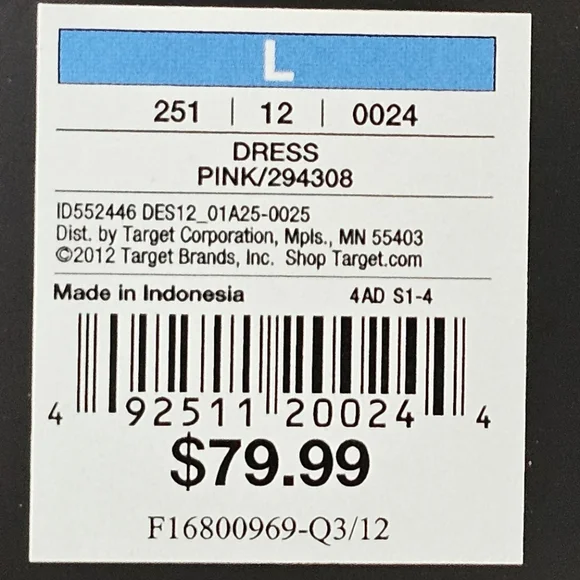 L
251 | 12 | 0024
DRESS
PINK/294308
ID552446 DES12_01A25-0025
Dist. by Target Corporation, Mpls., MN 55403
©2012 Target Brands, Inc. Shop Target.com
Made in Indonesia 4AD S1-4
4 92511 20024 4
$79.99
F16800969-Q3/12